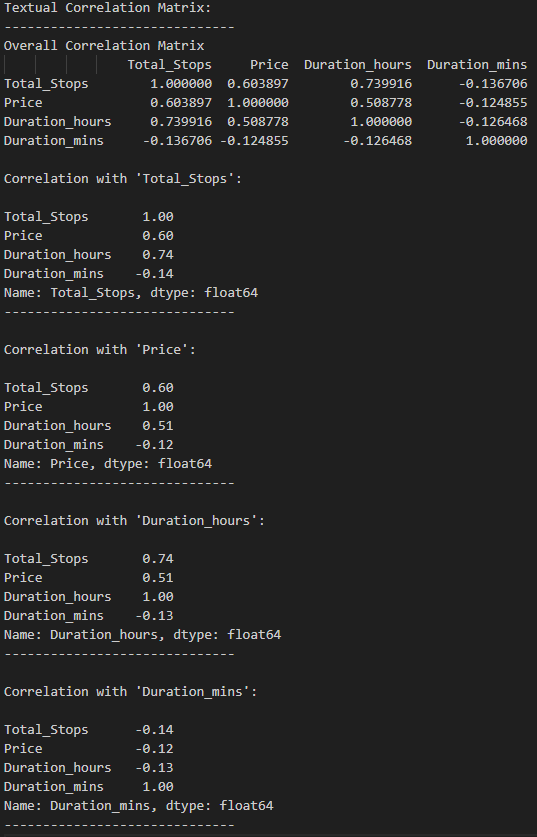 Textual Correlation Matrix:
------------------------------
Overall Correlation Matrix
                Total_Stops     Price  Duration_hours  Duration_mins
Total_Stops        1.000000  0.603897        0.739916      -0.136706
Price              0.603897  1.000000        0.508778      -0.124855
Duration_hours     0.739916  0.508778        1.000000      -0.126468
Duration_mins     -0.136706 -0.124855       -0.126468       1.000000

Correlation with 'Total_Stops':

Total_Stops       1.00
Price             0.60
Duration_hours    0.74
Duration_mins    -0.14
Name: Total_Stops, dtype: float64
------------------------------

Correlation with 'Price':

Total_Stops       0.60
Price             1.00
Duration_hours    0.51
Duration_mins    -0.12
Name: Price, dtype: float64
------------------------------

Correlation with 'Duration_hours':

Total_Stops       0.74
Price             0.51
Duration_hours    1.00
Duration_mins    -0.13
Name: Duration_hours, dtype: float64
------------------------------

Correlation with 'Duration_mins':

Total_Stops      -0.14
Price            -0.12
Duration_hours   -0.13
Duration_mins     1.00
Name: Duration_mins, dtype: float64
------------------------------